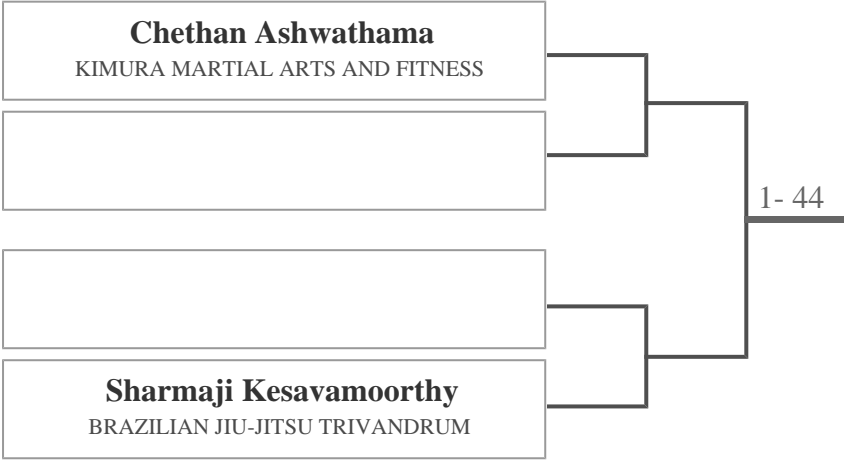 Chethan Ashwathama
KIMURA MARTIAL ARTS AND FITNESS
1- 44
Sharmaji Kesavamoorthy
BRAZILIAN JIU-JITSU TRIVANDRUM